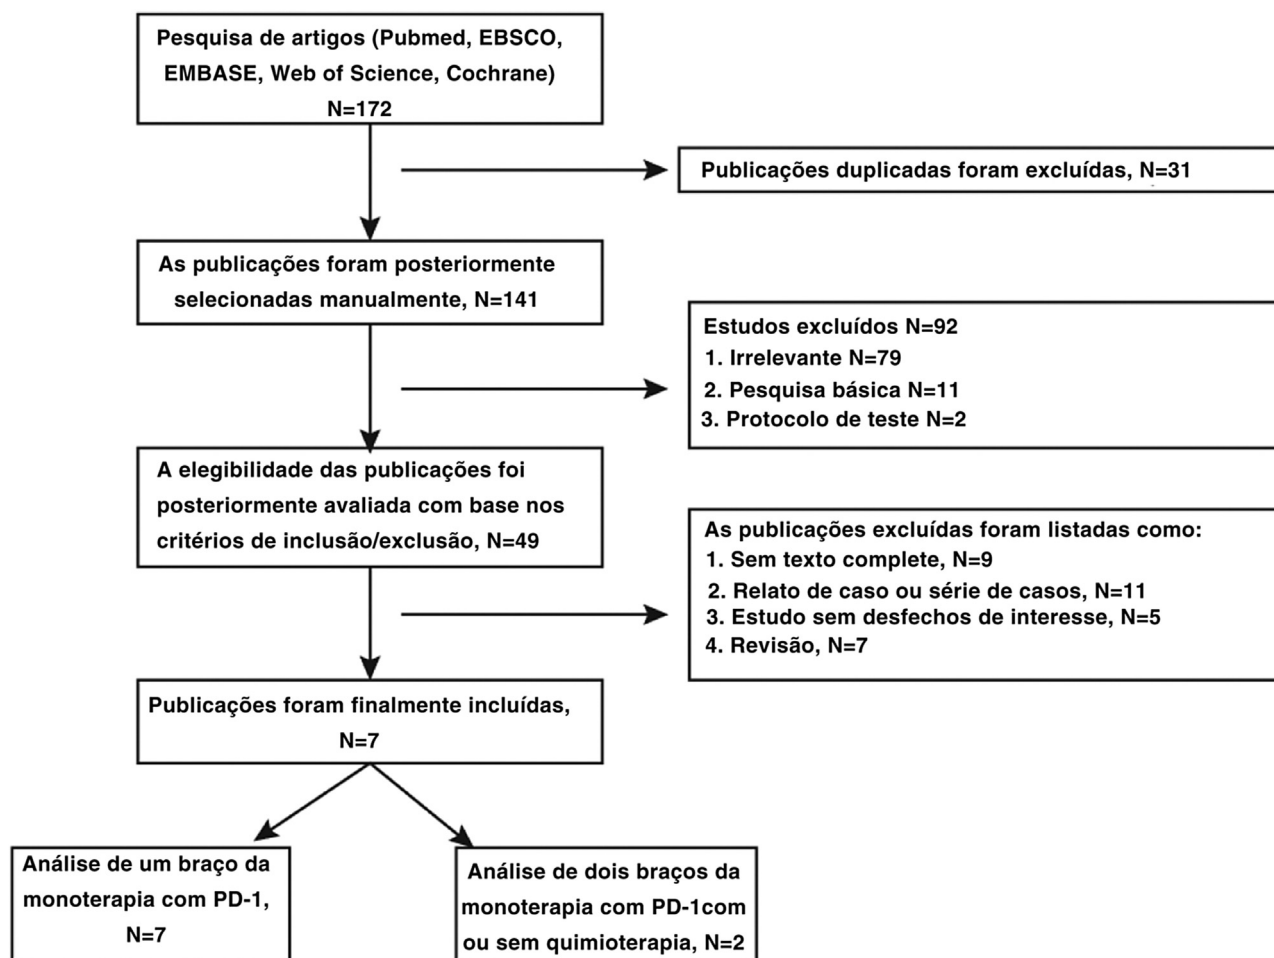 Pesquisa de artigos (Pubmed, EBSCO,
EMBASE, Web of Science, Cochrane)
N=172
Publicações duplicadas foram excluídas, N=31
As publicações foram posteriormente
selecionadas manualmente, N=141
Estudos excluídos N=92
1. Irrelevante N=79
2. Pesquisa básica N=11
3. Protocolo de teste N=2
A elegibilidade das publicações foi
posteriormente avaliada com base nos
critérios de inclusão/exclusão, N=49
As publicações excluídas foram listadas como:
1. Sem texto complete, N=9
2. Relato de caso ou série de casos, N=11
3. Estudo sem desfechos de interesse, N=5
4. Revisão, N=7
Publicações foram finalmente incluídas,
N=7
Análise de um braço da
monoterapia com PD-1,
N=7
Análise de dois braços da
monoterapia com PD-1com
ou sem quimioterapia, N=2